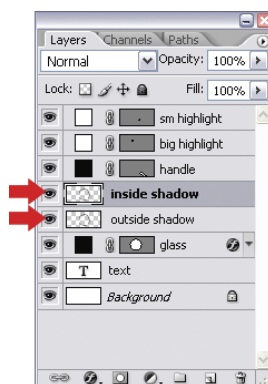 Layers Channels Paths
Normal Opacity: 100%
Lock: Fill: 100%
sm highlight
big highlight
handle
inside shadow
outside shadow
glass
T text
Background